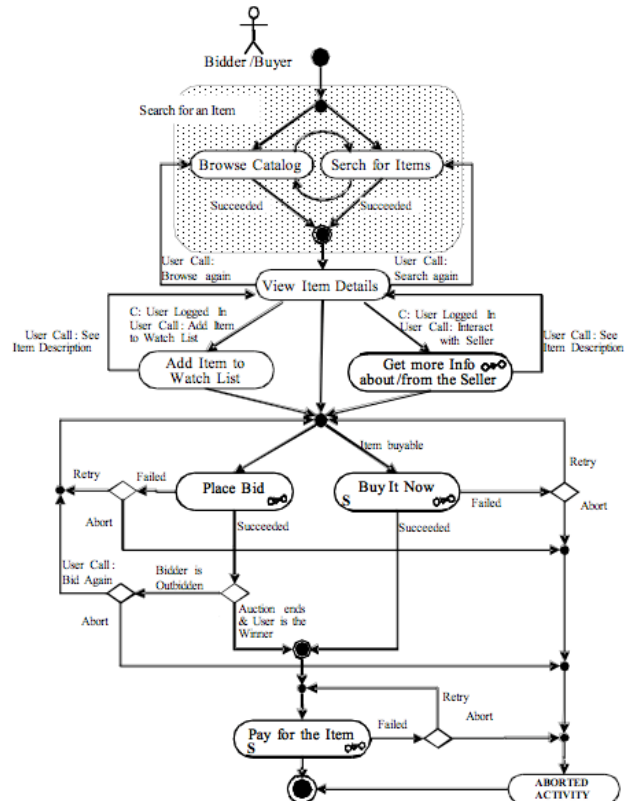 Bidder /Buyer
Search for an Item
Browse Catalog
Serch for Items
Succeeded
Succeeded
User Call:
Browse again
User Call:
Search again
View Item Details
C: User Logged In
User Call: Add Item
to Watch List
C: User Logged In
User Call: Interact
with Seller
User Call: See
Item Description
User Call: See
Item Description
Add Item to
Watch List
Get more Info
about/from the Seller
Item buyable
Retry
Failed
Place Bid
Buy It Now
S
Failed
Retry
Abort
Abort
Succeeded
Succeeded
User Call:
Bid Again
Bidder is
Outbidden
Abort
Auction ends
& User is the
Winner
Retry
Pay for the Item
S
Failed
Abort
ABORTED
ACTIVITY